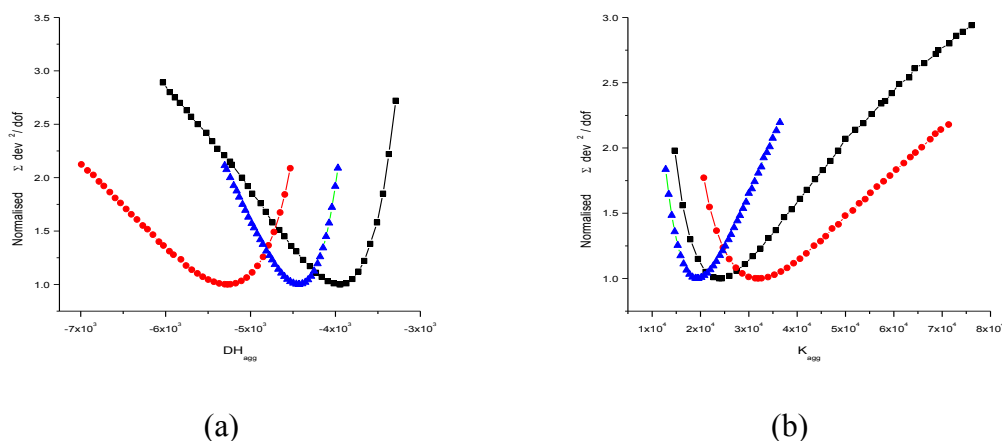 3.5
3.0
2.5
2.0
1.5
1.0
Normalised Σ dev ²/ dof
-7x10³ -6x10³ -5x10³ -4x10³ -3x10³
DH agg
(a)
3.0
2.5
2.0
1.5
1.0
Normalised Σ dev ²/ dof
1x10⁴ 2x10⁴ 3x10⁴ 4x10⁴ 5x10⁴ 6x10⁴ 7x10⁴ 8x10
K agg
(b)